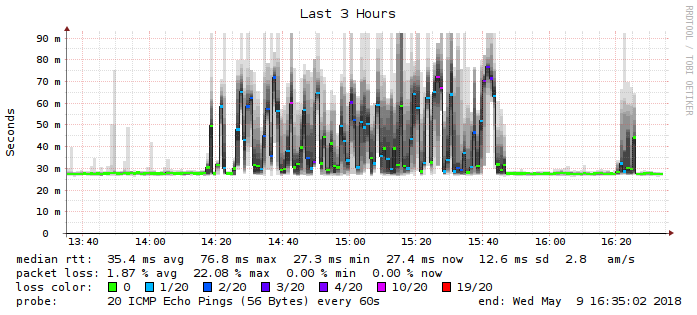 Last 3 Hours
RRDTOOL / TOBI OETIKER
Seconds
90 m
80 m
70 m
60 m
50 m
40 m
30 m
20 m
10 m
0
13:40 14:00 14:20 14:40 15:00 15:20 15:40 16:00 16:20
median rtt: 35.4 ms avg 76.8 ms max 27.3 ms min 27.4 ms now 12.6 ms sd 2.8 am/s
packet loss: 1.87 % avg 22.08 % max 0.00 % min 0.00 % now
loss color: 0 1/20 2/20 3/20 4/20 10/20 19/20
probe: 20 ICMP Echo Pings (56 Bytes) every 60s end: Wed May 9 16:35:02 2018